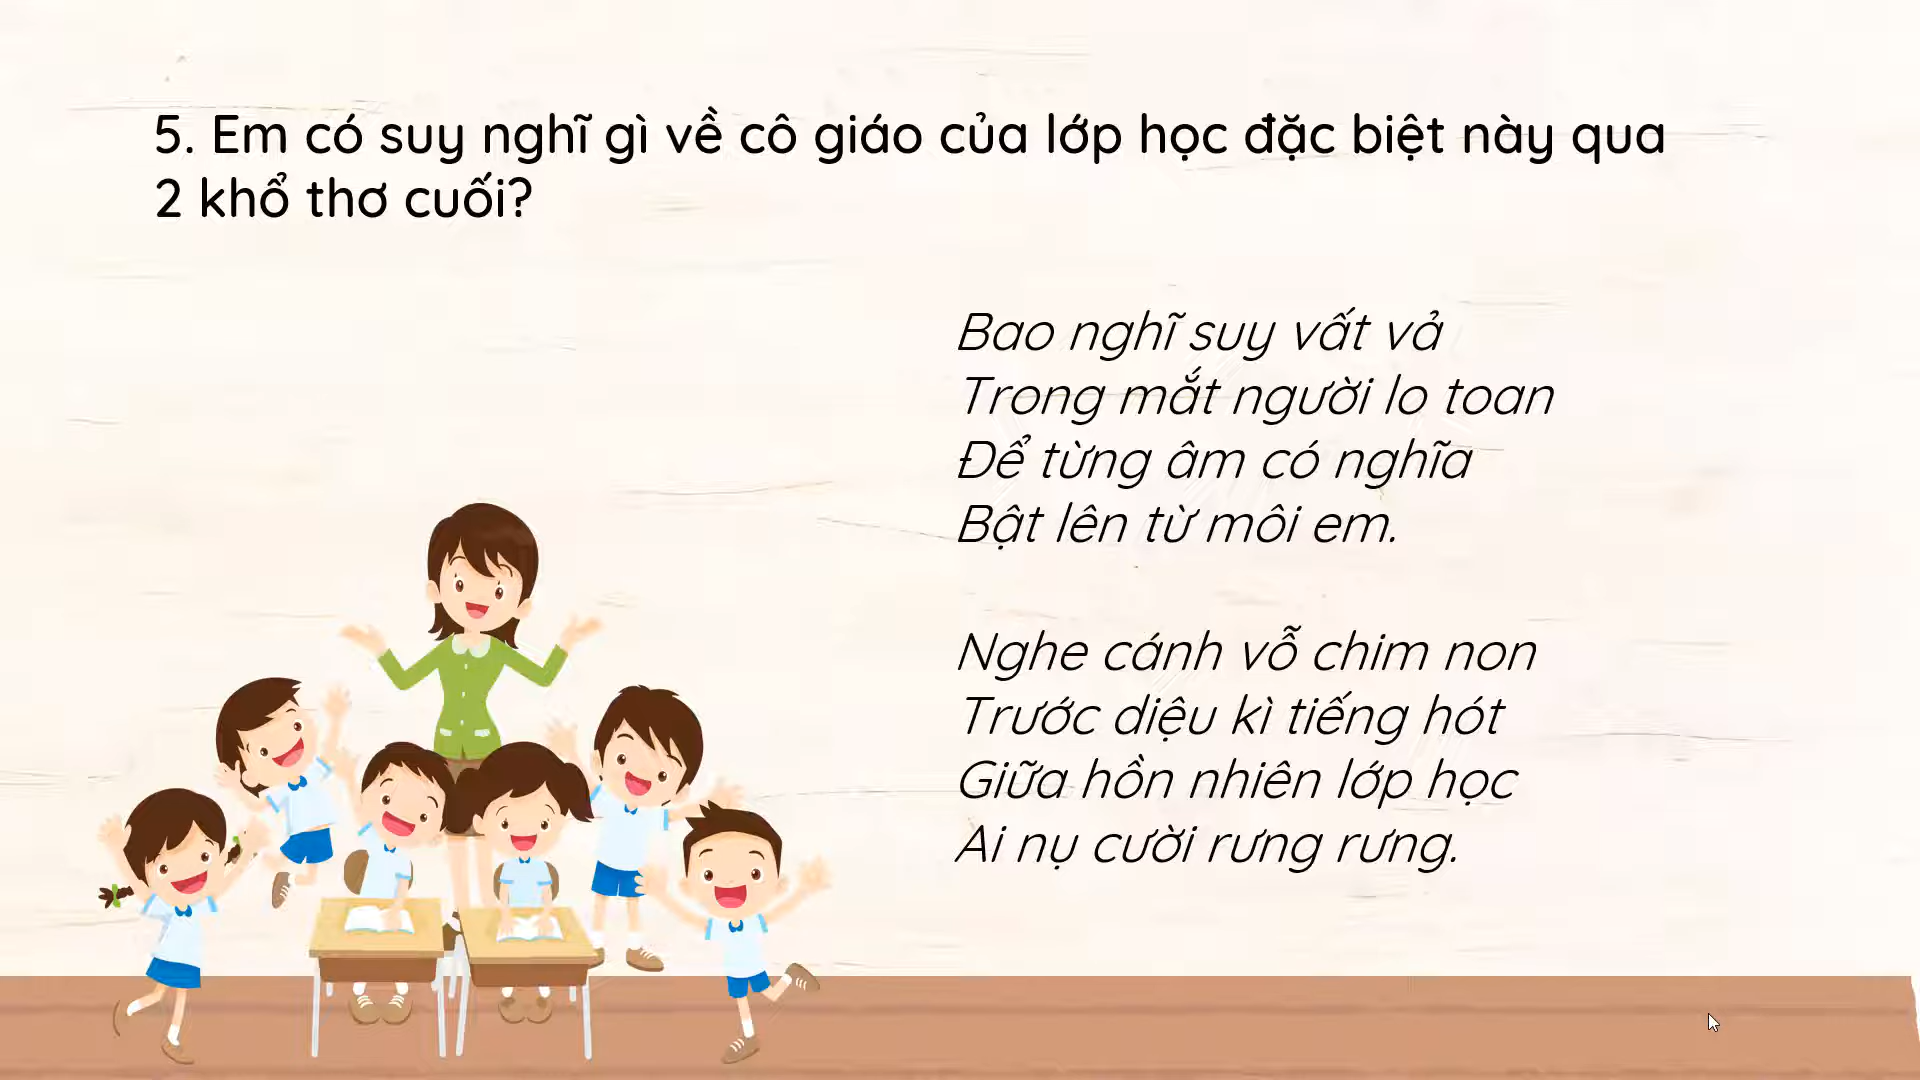 5. Em có suy nghĩ gì về cô giáo của lớp học đặc biệt này qua
2 khổ thơ cuối?
Bao nghĩ suy vất vả
Trong mắt người lo toan
Để từng âm có nghĩa
Bật lên từ môi em.
Nghe cánh vỗ chim non
Trước diệu kì tiếng hót
Giữa hồn nhiên lớp học
Ai nụ cười rưng rưng.